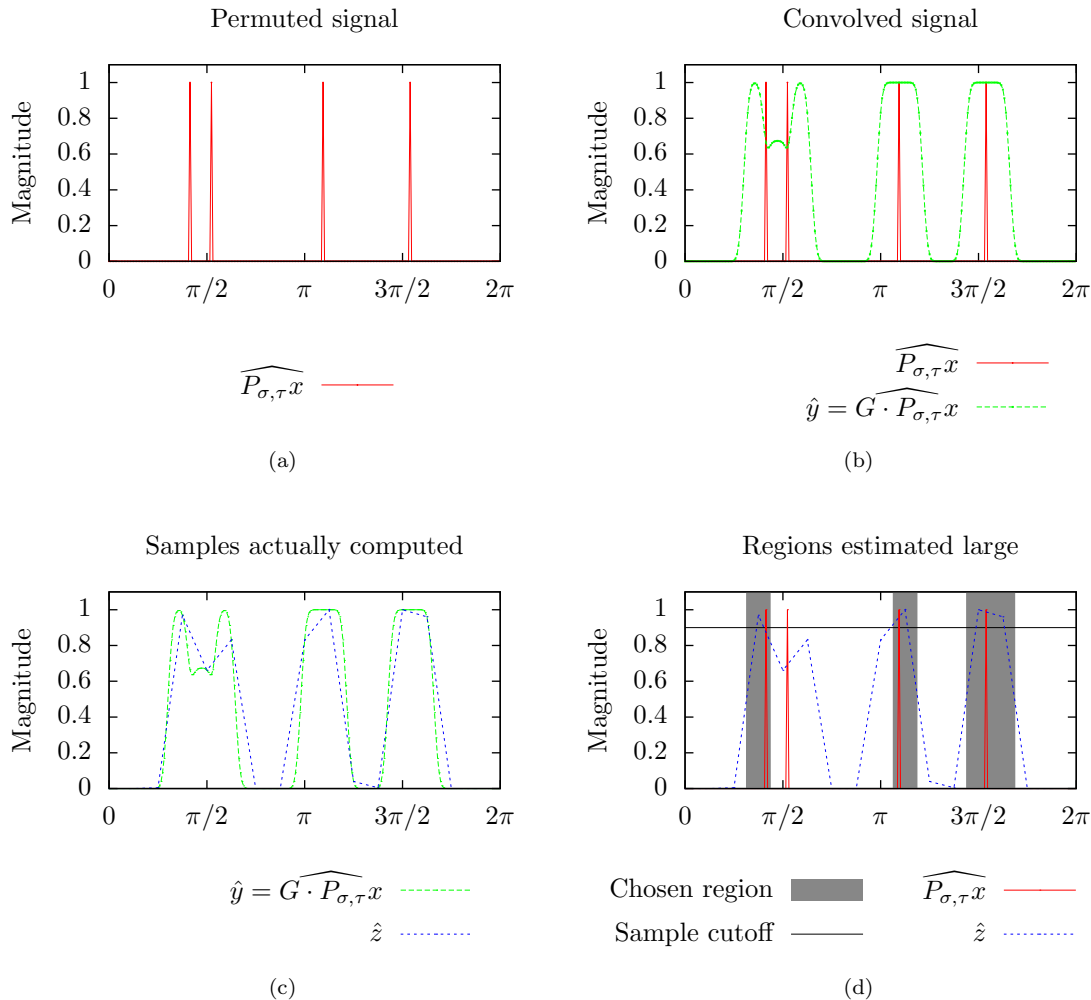 Permuted signal
Magnitude
1
0.8
0.6
0.4
0.2
0
0 π/2 π 3π/2 2π
\widehat{P_{σ,τ}x}
(a)
Convolved signal
Magnitude
1
0.8
0.6
0.4
0.2
0
0 π/2 π 3π/2 2π
\widehat{P_{σ,τ}x}
ŷ = \widehat{G · P_{σ,τ}x}
(b)
Samples actually computed
Magnitude
1
0.8
0.6
0.4
0.2
0
0 π/2 π 3π/2 2π
ŷ = \widehat{G · P_{σ,τ}x}
ẑ
(c)
Regions estimated large
Magnitude
1
0.8
0.6
0.4
0.2
0
0 π/2 π 3π/2 2π
Chosen region \widehat{P_{σ,τ}x}
Sample cutoff ẑ
(d)